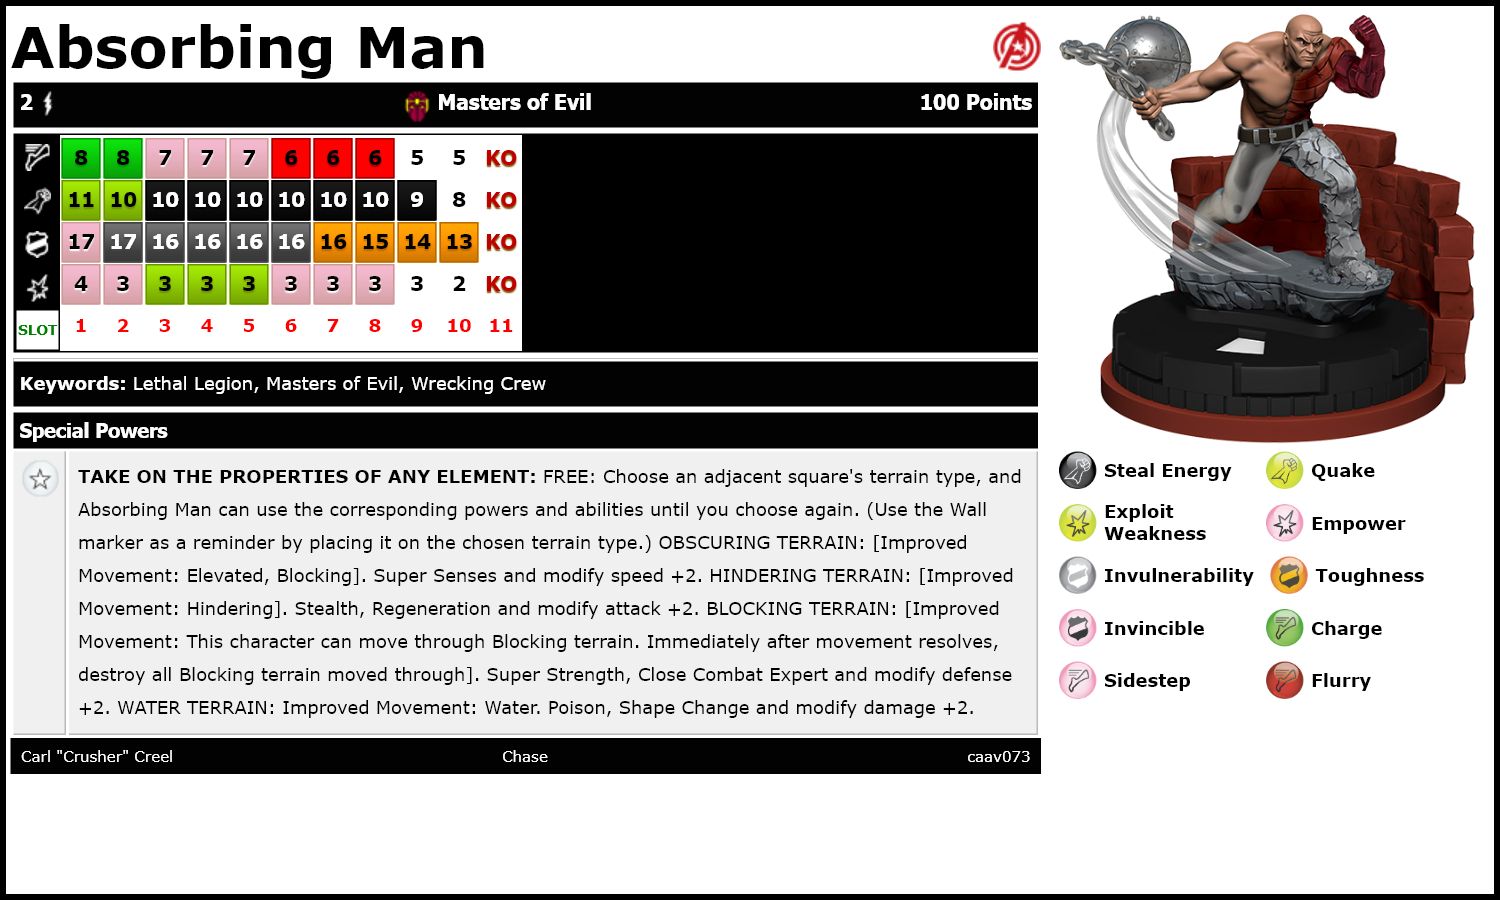 Absorbing Man
2 Masters of Evil 100 Points
8 8 7 7 7 6 6 6 5 5 KO
11 10 10 10 10 10 10 10 9 8 KO
17 17 16 16 16 16 16 15 14 13 KO
4 3 3 3 3 3 3 3 3 2 KO
SLOT 1 2 3 4 5 6 7 8 9 10 11
Keywords: Lethal Legion, Masters of Evil, Wrecking Crew
Special Powers
TAKE ON THE PROPERTIES OF ANY ELEMENT: FREE: Choose an adjacent square's terrain type, and
Absorbing Man can use the corresponding powers and abilities until you choose again. (Use the Wall
marker as a reminder by placing it on the chosen terrain type.) OBSCURING TERRAIN: [Improved
Movement: Elevated, Blocking]. Super Senses and modify speed +2. HINDERING TERRAIN: [Improved
Movement: Hindering]. Stealth, Regeneration and modify attack +2. BLOCKING TERRAIN: [Improved
Movement: This character can move through Blocking terrain. Immediately after movement resolves,
destroy all Blocking terrain moved through]. Super Strength, Close Combat Expert and modify defense
+2. WATER TERRAIN: Improved Movement: Water. Poison, Shape Change and modify damage +2.
Carl "Crusher" Creel Chase caav073
Steal Energy Quake
Exploit
Weakness Empower
Invulnerability Toughness
Invincible Charge
Sidestep Flurry